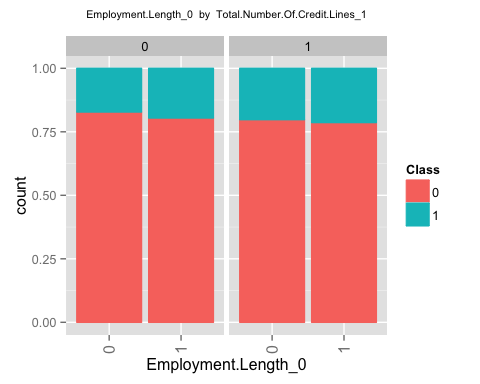 Employment.Length_0 by Total.Number.Of.Credit.Lines_1
0 1
1.00
0.75
0.50
0.25
0.00
count
0 1 0 1
Employment.Length_0
Class
0
1